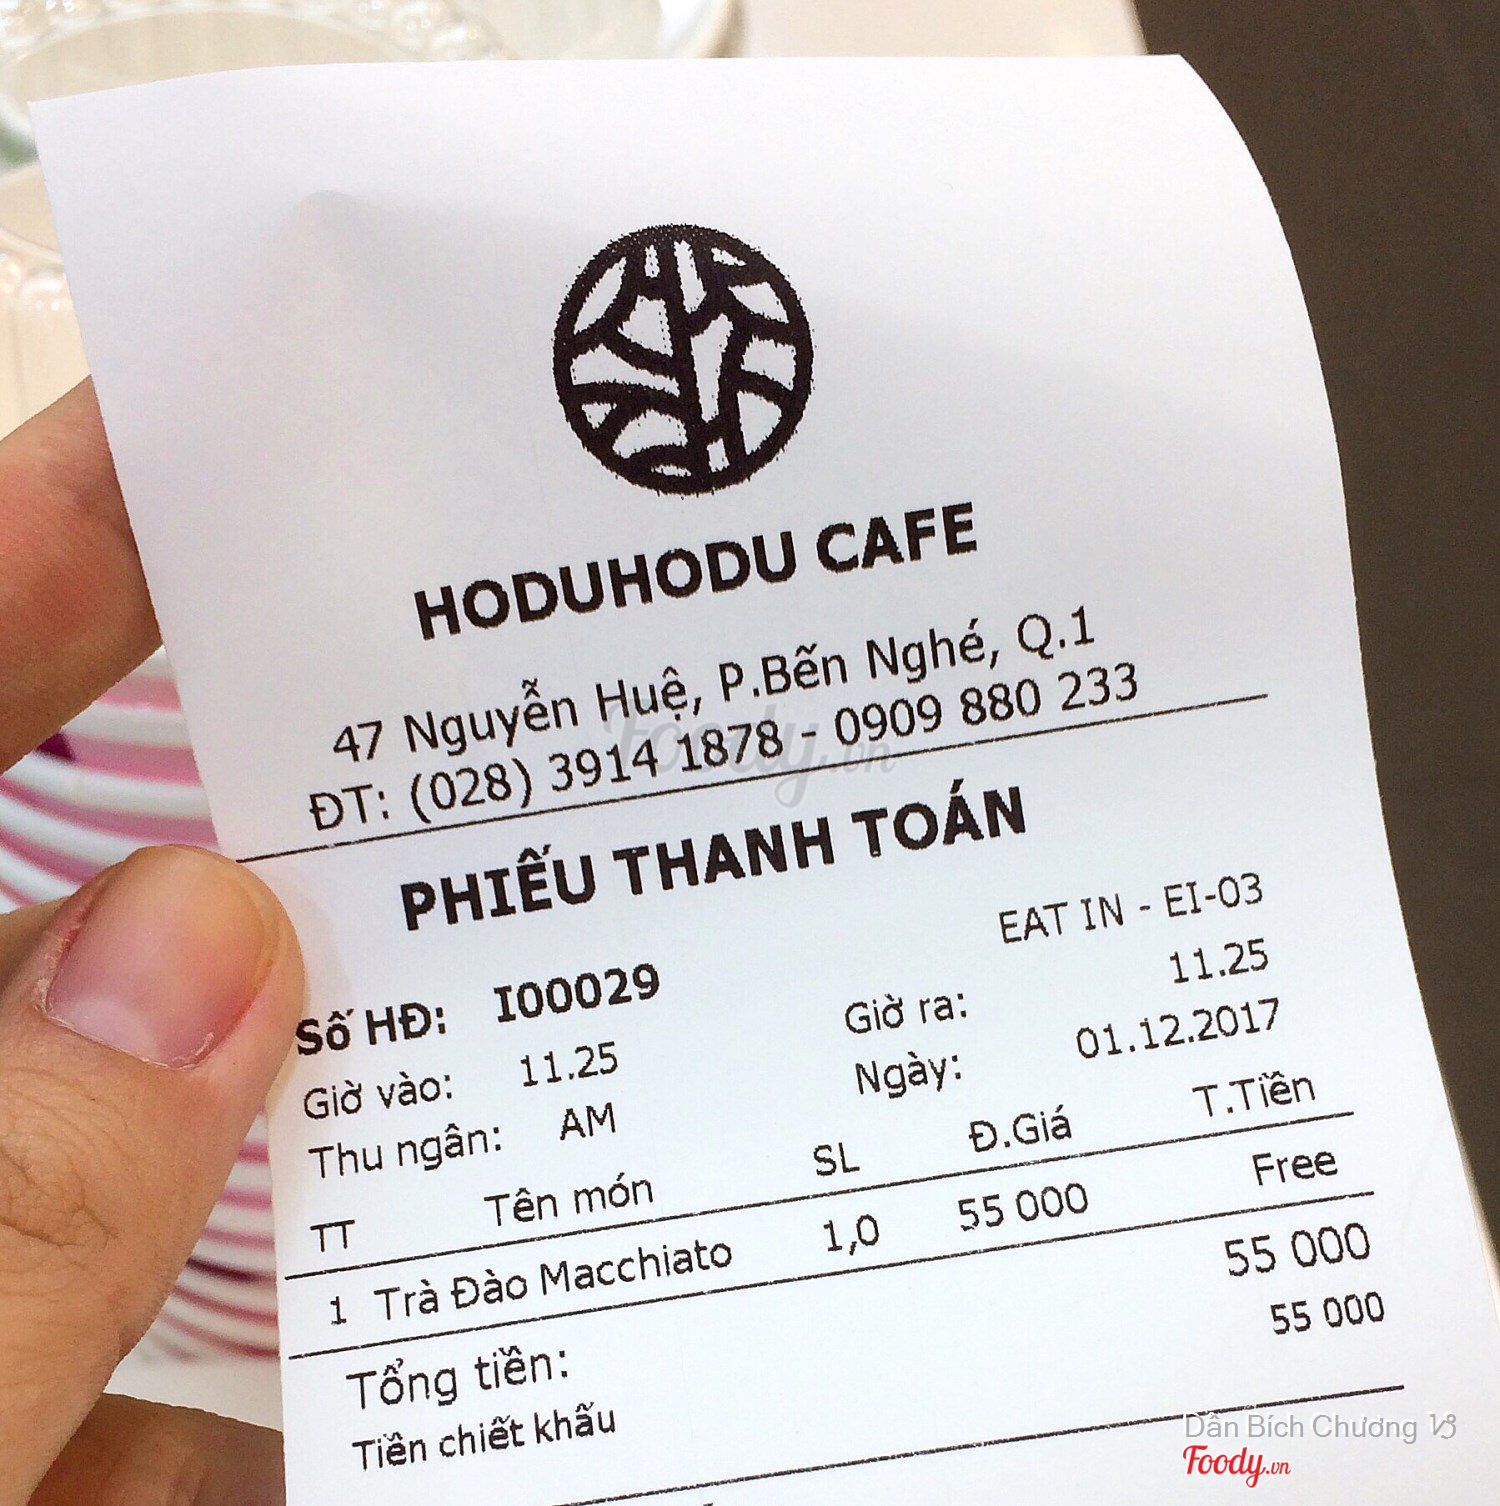 HODUHODU CAFE
47 Nguyễn Huệ, P.Bến Nghé, Q.1
ĐT: (028) 3914 1878 - 0909 880 233
PHIẾU THANH TOÁN
EAT IN - EI-03
Số HĐ: I00029
Giờ vào: 11.25 Giờ ra: 11.25
Thu ngân: AM Ngày: 01.12.2017
TT Tên món SL Đ.Giá T.Tiền
1 Trà Đào Macchiato 1,0 55 000 Free
Tổng tiền: 55 000
Tiền chiết khấu 55 000
Foody.vn
Dân Bích Chương
Foody.vn